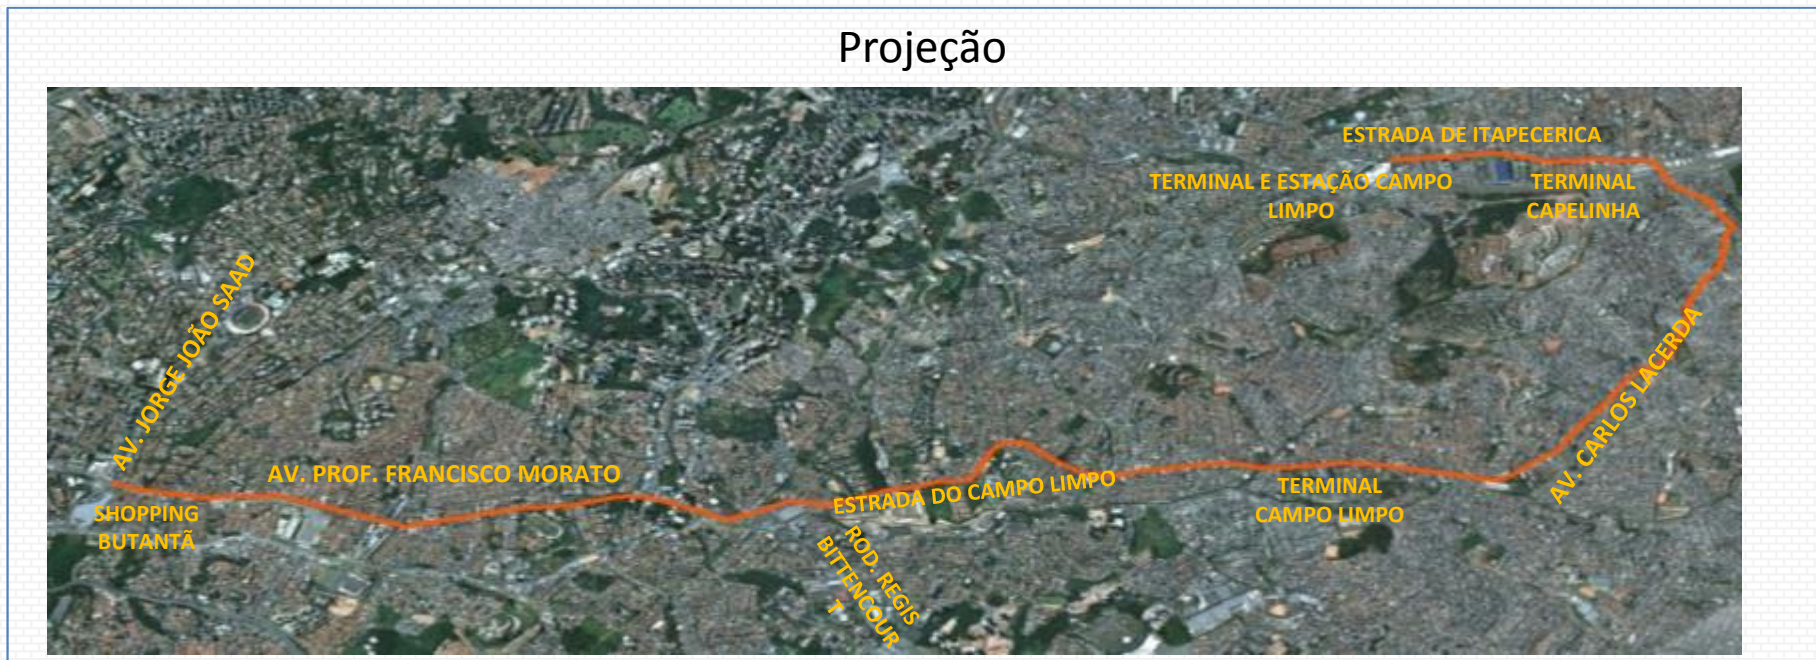 Projeção
ESTRADA DE ITAPECERICA
TERMINAL E ESTAÇÃO CAMPO
LIMPO
TERMINAL
CAPELINHA
AV. JORGE JOÃO SAAD
AV. CARLOS LACERDA
AV. PROF. FRANCISCO MORATO
ESTRADA DO CAMPO LIMPO
TERMINAL
CAMPO LIMPO
SHOPPING
BUTANTÃ
ROD. REGIS
BITTENCOUR
T